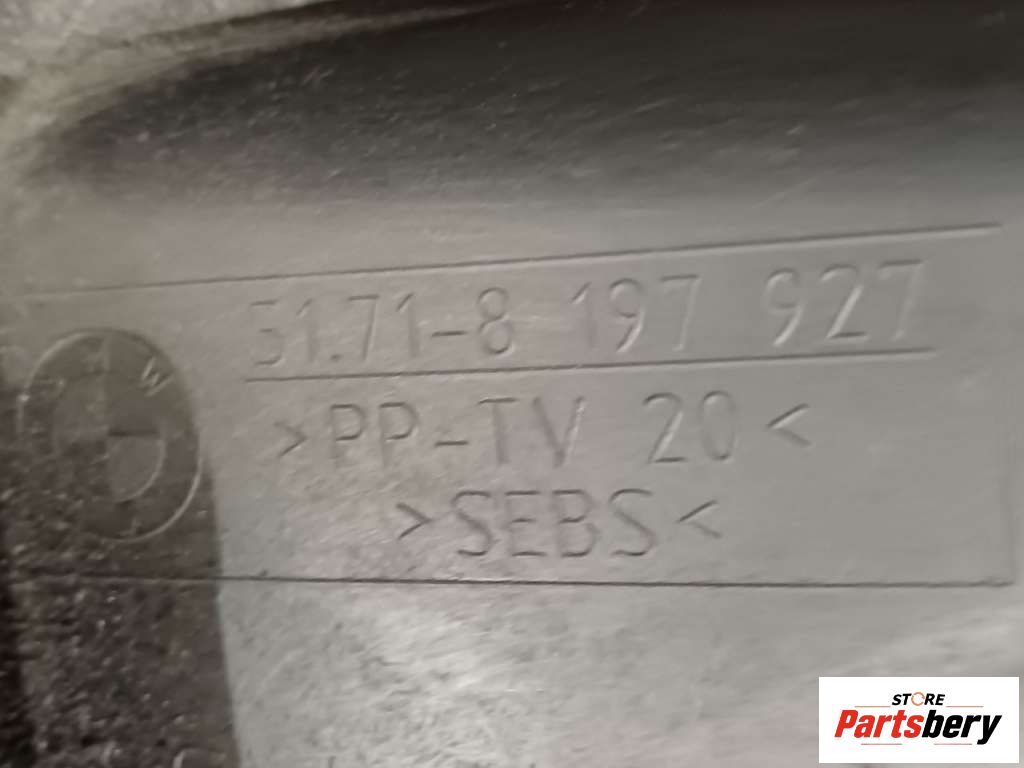 51.71-8 197 927
>PP-TV 20<
>SEBS<
STORE
Partsbery